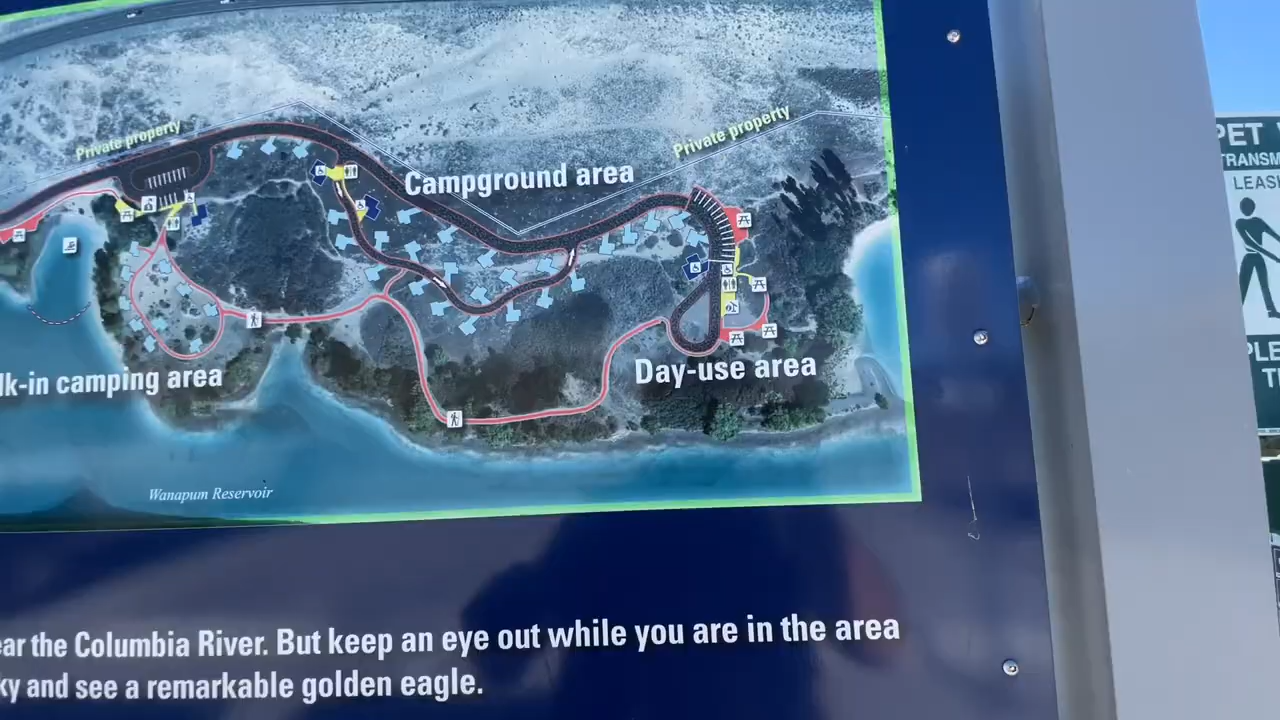 Private property
Private property
Campground area
lk-in camping area
Day-use area
Wanapum Reservoir
ear the Columbia River. But keep an eye out while you are in the area
ky and see a remarkable golden eagle.
PET
TRANSM
LEASH
PLE